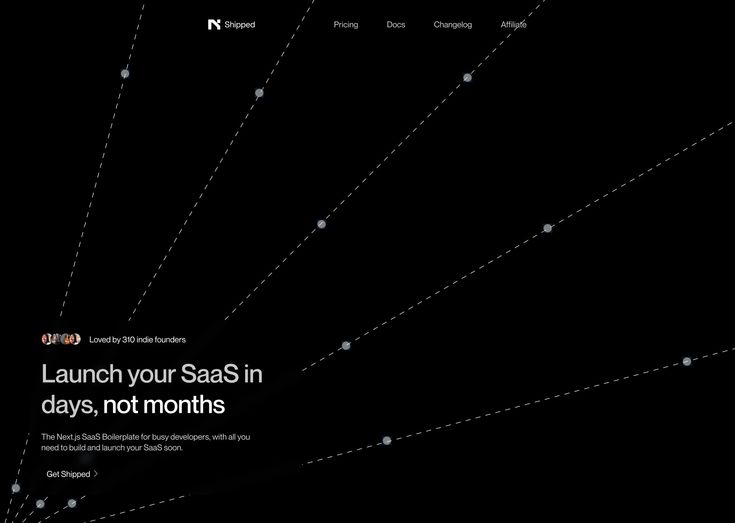 Shipped
Pricing
Docs
Changelog
Affiliate
Loved by 310 indie founders
Launch your SaaS in
days, not months
The Next.js SaaS Boilerplate for busy developers, with all you
need to build and launch your SaaS soon.
Get Shipped